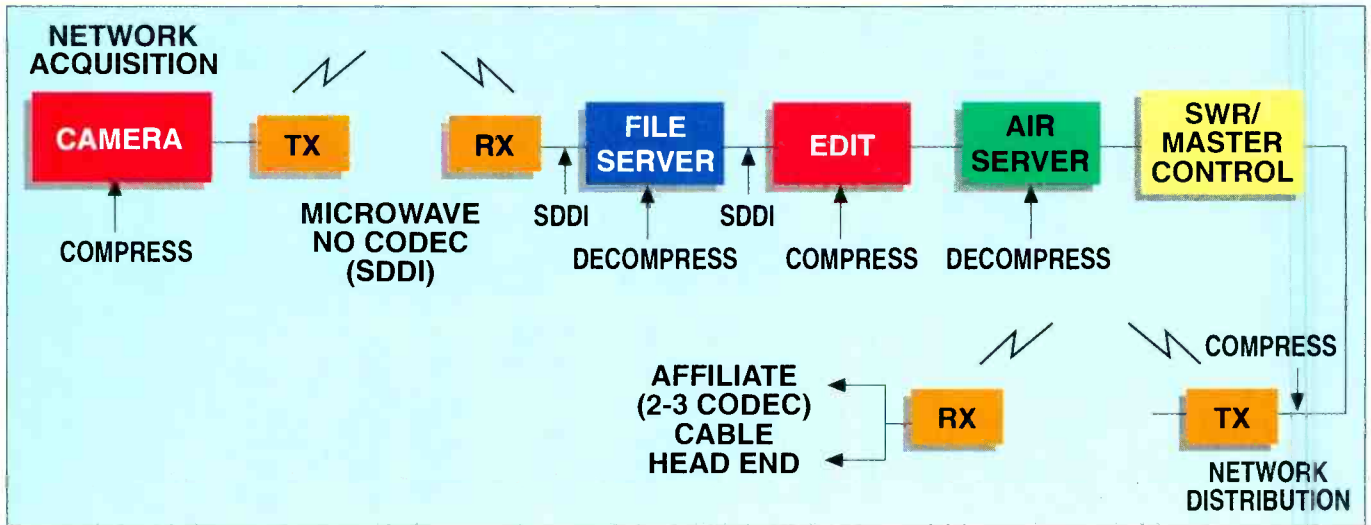 NETWORK
ACQUISITION
CAMERA
TX
RX
FILE
SERVER
EDIT
AIR
SERVER
SWR/
MASTER
CONTROL
COMPRESS
MICROWAVE
NO CODEC
(SDDI)
SDDI
DECOMPRESS
SDDI
COMPRESS
DECOMPRESS
COMPRESS
AFFILIATE
(2-3 CODEC)
CABLE
HEAD END
RX
TX
NETWORK
DISTRIBUTION